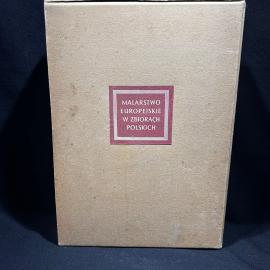 MALARSTWO
EUROPEJSKIE
W ZBIORACH
POLSKICH